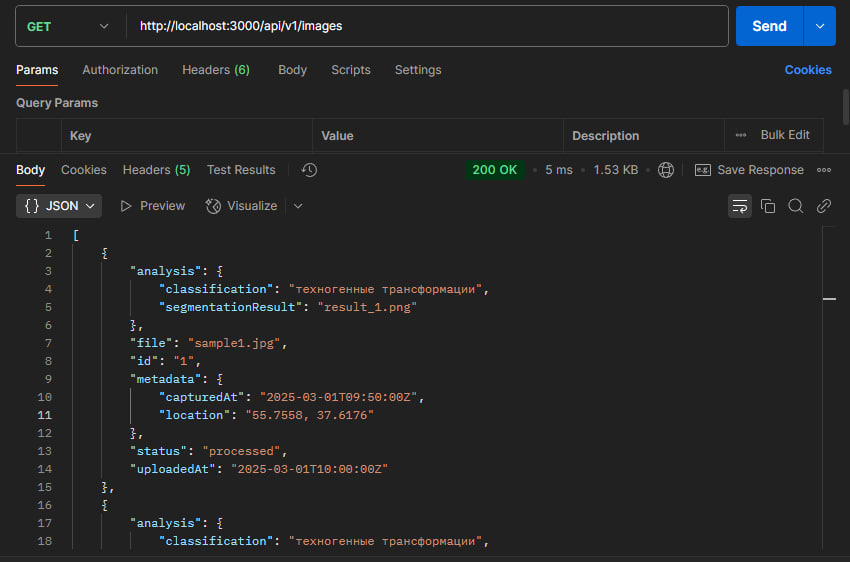 GET http://localhost:3000/api/v1/images Send
Params Authorization Headers (6) Body Scripts Settings Cookies
Query Params
Key Value Description ••• Bulk Edit
Body Cookies Headers (5) Test Results 200 OK • 5 ms • 1.53 KB • e.g. Save Response •••
{} JSON Preview Visualize
1 [
2 {
3 "analysis": {
4 "classification": "техногенные трансформации",
5 "segmentationResult": "result_1.png"
6 },
7 "file": "sample1.jpg",
8 "id": "1",
9 "metadata": {
10 "capturedAt": "2025-03-01T09:50:00Z",
11 "location": "55.7558, 37.6176"
12 },
13 "status": "processed",
14 "uploadedAt": "2025-03-01T10:00:00Z"
15 },
16 {
17 "analysis": {
18 "classification": "техногенные трансформации",